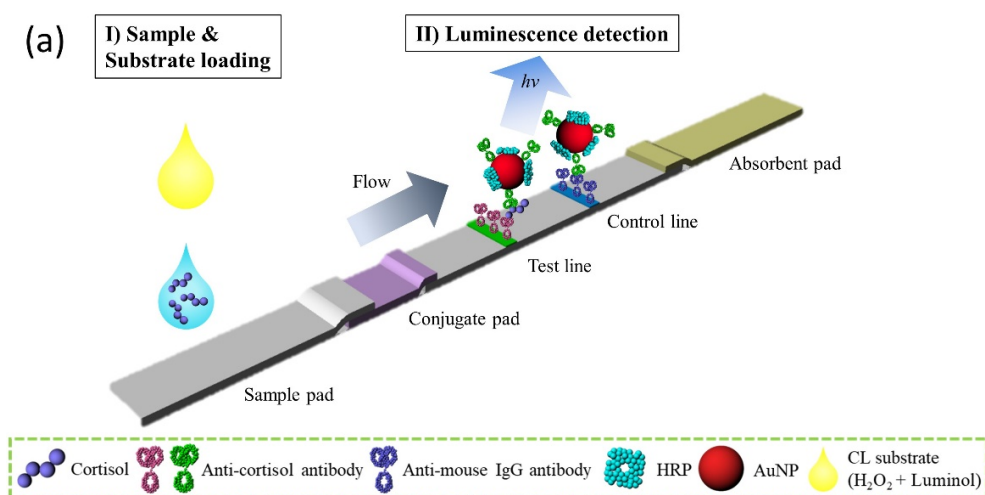 (a)
I) Sample &
Substrate loading
II) Luminescence detection
hν
Flow
Absorbent pad
Control line
Test line
Conjugate pad
Sample pad
Cortisol
Anti-cortisol antibody
Anti-mouse IgG antibody
HRP
AuNP
CL substrate
(H₂O₂ + Luminol)